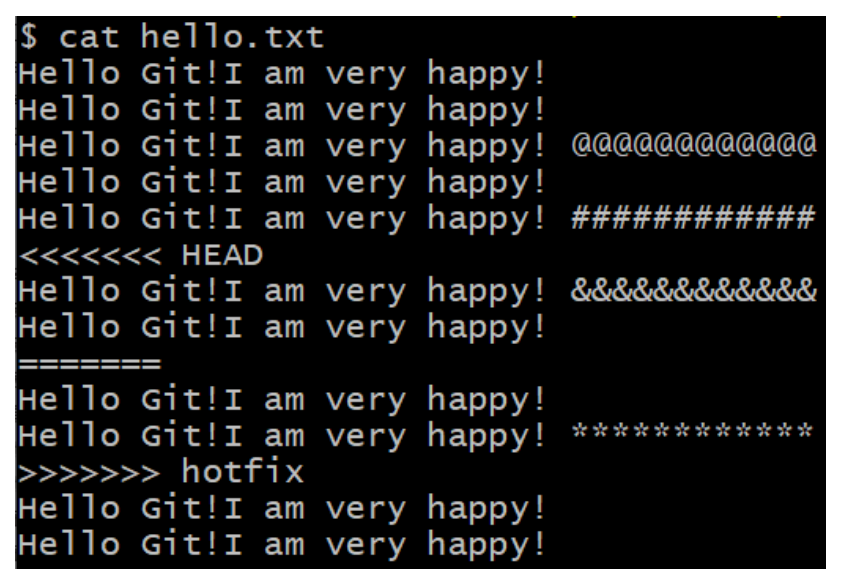 $ cat hello.txt
Hello Git!I am very happy!
Hello Git!I am very happy!
Hello Git!I am very happy! @@@@@@@@@@@@
Hello Git!I am very happy!
Hello Git!I am very happy! ############
<<<<<<< HEAD
Hello Git!I am very happy! &&&&&&&&&&&&
Hello Git!I am very happy!
=======
Hello Git!I am very happy!
Hello Git!I am very happy! ************
>>>>>>> hotfix
Hello Git!I am very happy!
Hello Git!I am very happy!